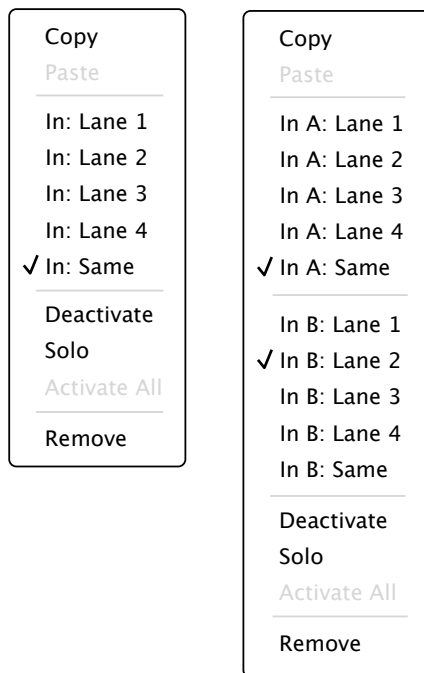 Copy
Paste
In: Lane 1
In: Lane 2
In: Lane 3
In: Lane 4
✓ In: Same
Deactivate
Solo
Activate All
Remove
Copy
Paste
In A: Lane 1
In A: Lane 2
In A: Lane 3
In A: Lane 4
✓ In A: Same
In B: Lane 1
✓ In B: Lane 2
In B: Lane 3
In B: Lane 4
In B: Same
Deactivate
Solo
Activate All
Remove